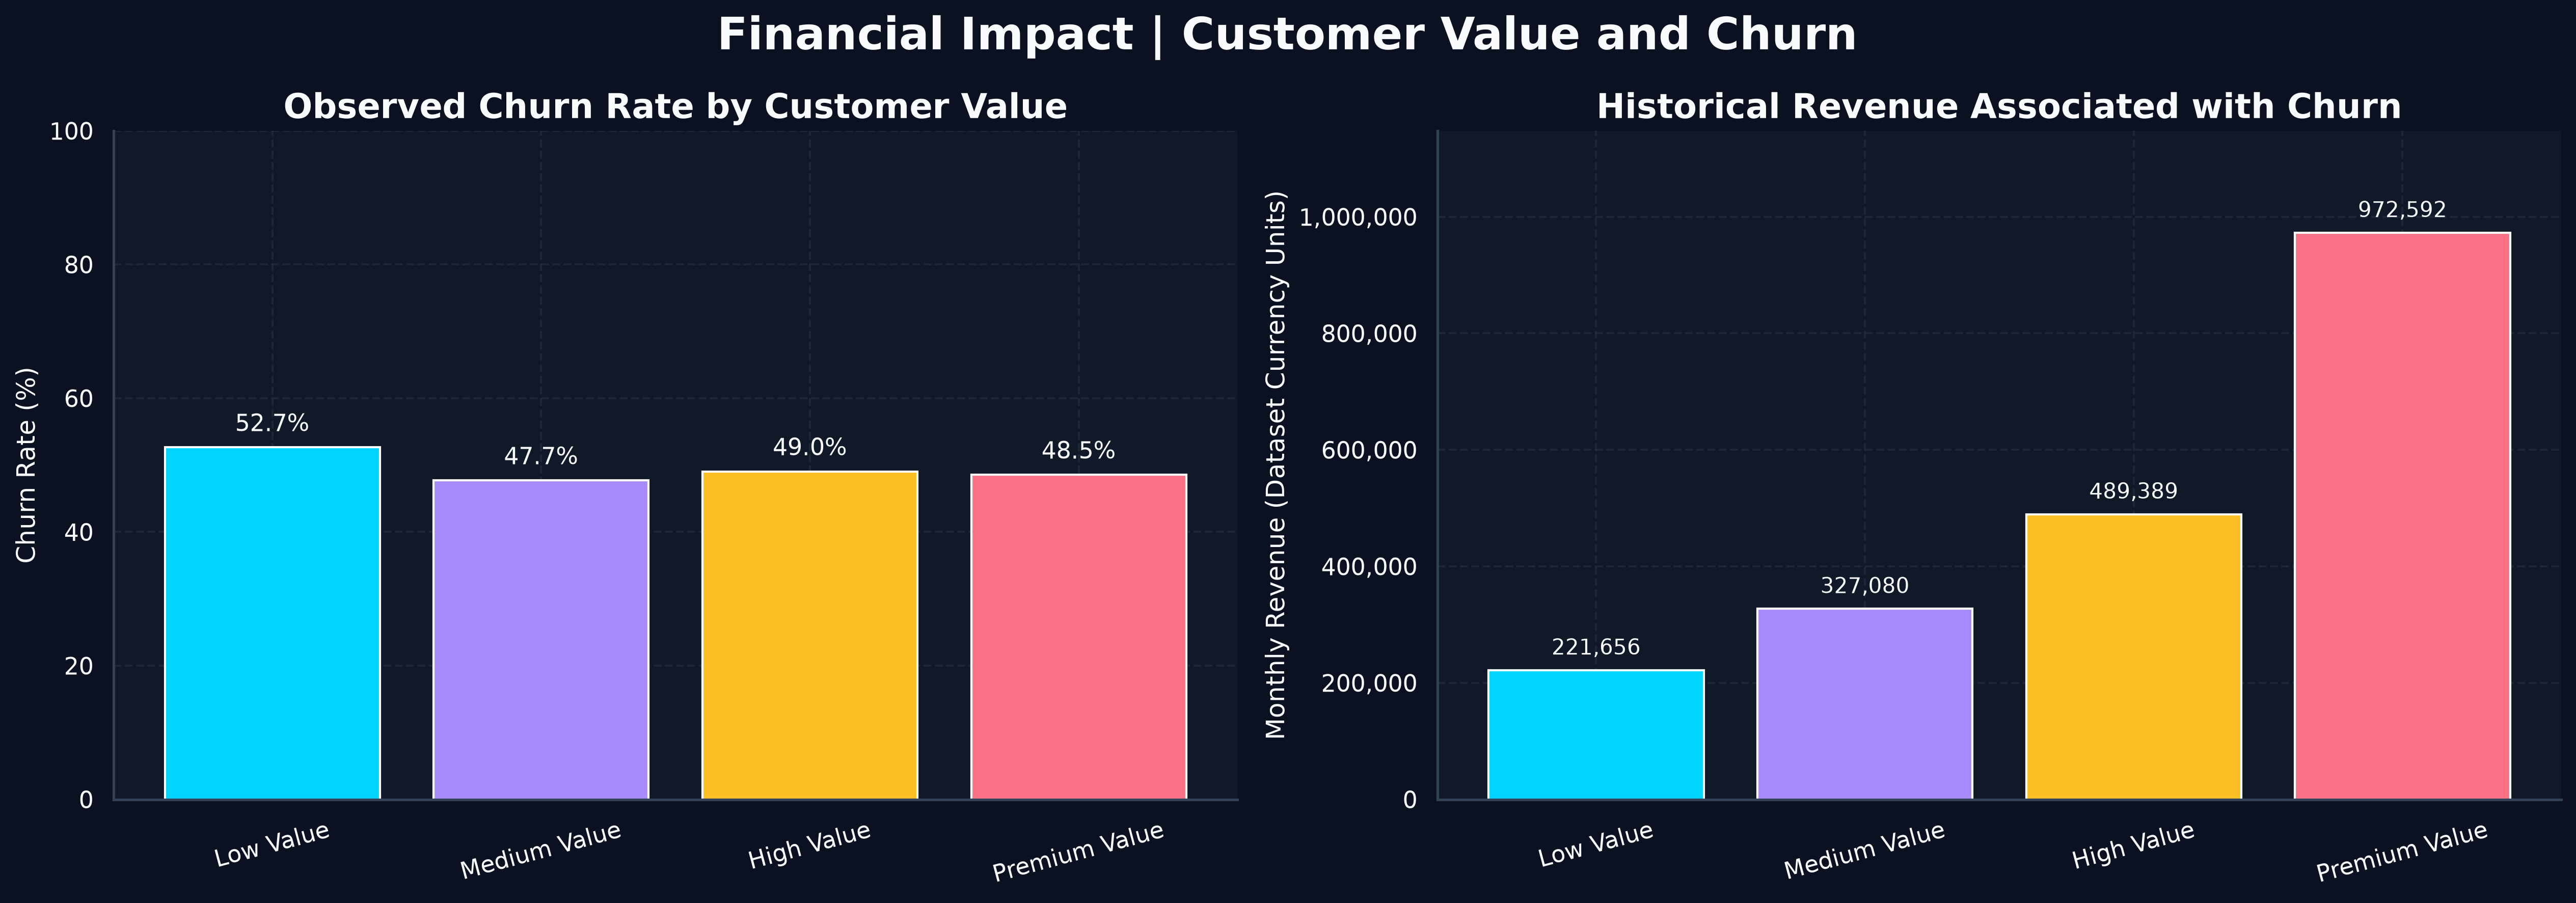 Financial Impact | Customer Value and Churn
Observed Churn Rate by Customer Value
Churn Rate (%)
100
80
60
40
20
0
52.7%
47.7%
49.0%
48.5%
Low Value
Medium Value
High Value
Premium Value
Historical Revenue Associated with Churn
Monthly Revenue (Dataset Currency Units)
1,000,000
800,000
600,000
400,000
200,000
0
221,656
327,080
489,389
972,592
Low Value
Medium Value
High Value
Premium Value